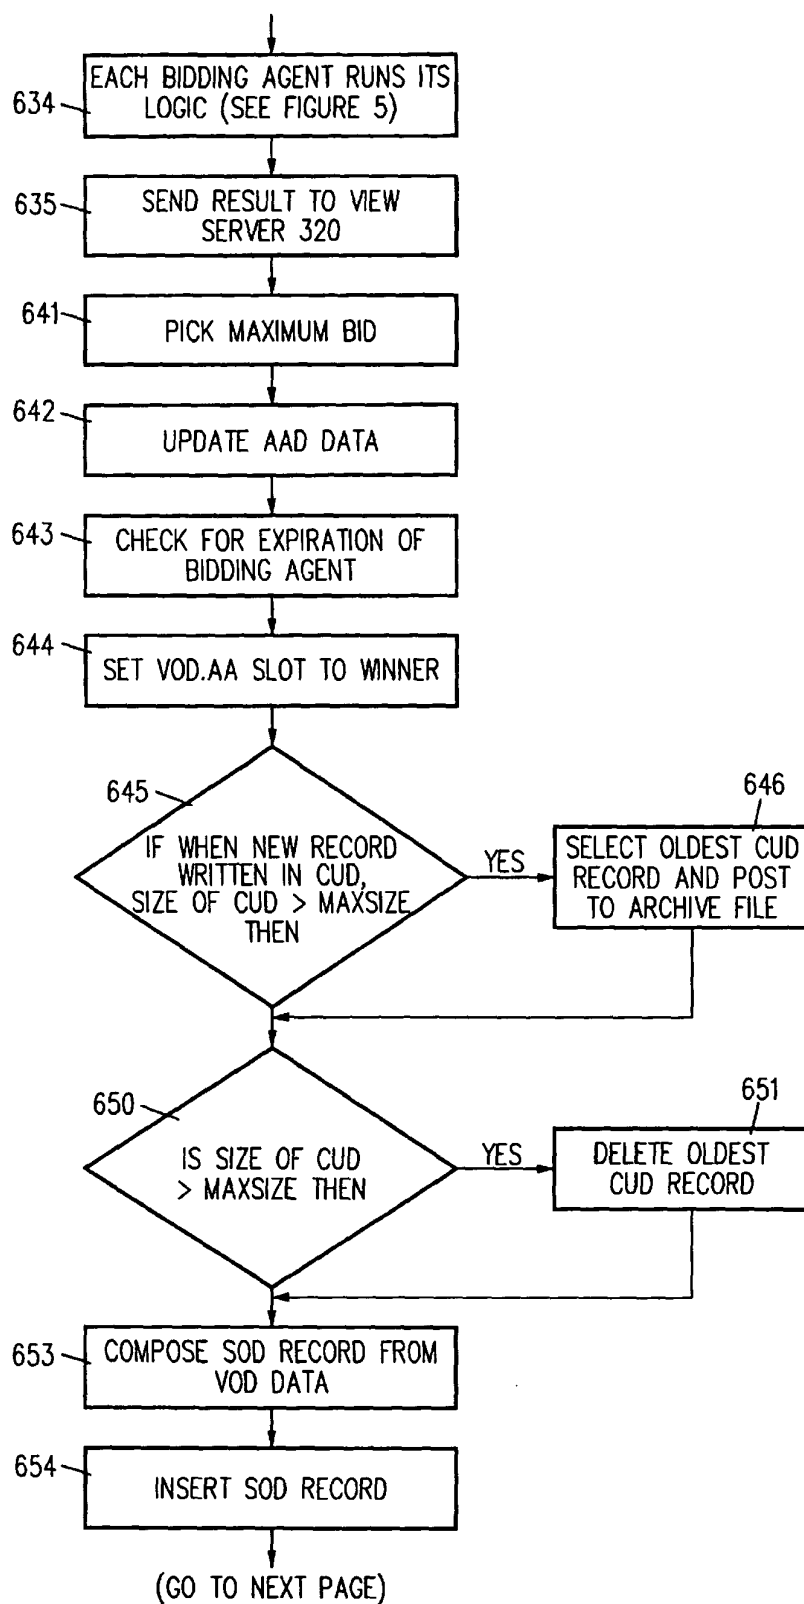 634
EACH BIDDING AGENT RUNS ITS
LOGIC (SEE FIGURE 5)
635
SEND RESULT TO VIEW
SERVER 320
641
PICK MAXIMUM BID
642
UPDATE AAD DATA
643
CHECK FOR EXPIRATION OF
BIDDING AGENT
644
SET VOD.AA SLOT TO WINNER
645
IF WHEN NEW RECORD
WRITTEN IN CUD,
SIZE OF CUD > MAXSIZE
THEN
YES
646
SELECT OLDEST CUD
RECORD AND POST
TO ARCHIVE FILE
650
IS SIZE OF CUD
> MAXSIZE THEN
YES
651
DELETE OLDEST
CUD RECORD
653
COMPOSE SOD RECORD FROM
VOD DATA
654
INSERT SOD RECORD
(GO TO NEXT PAGE)